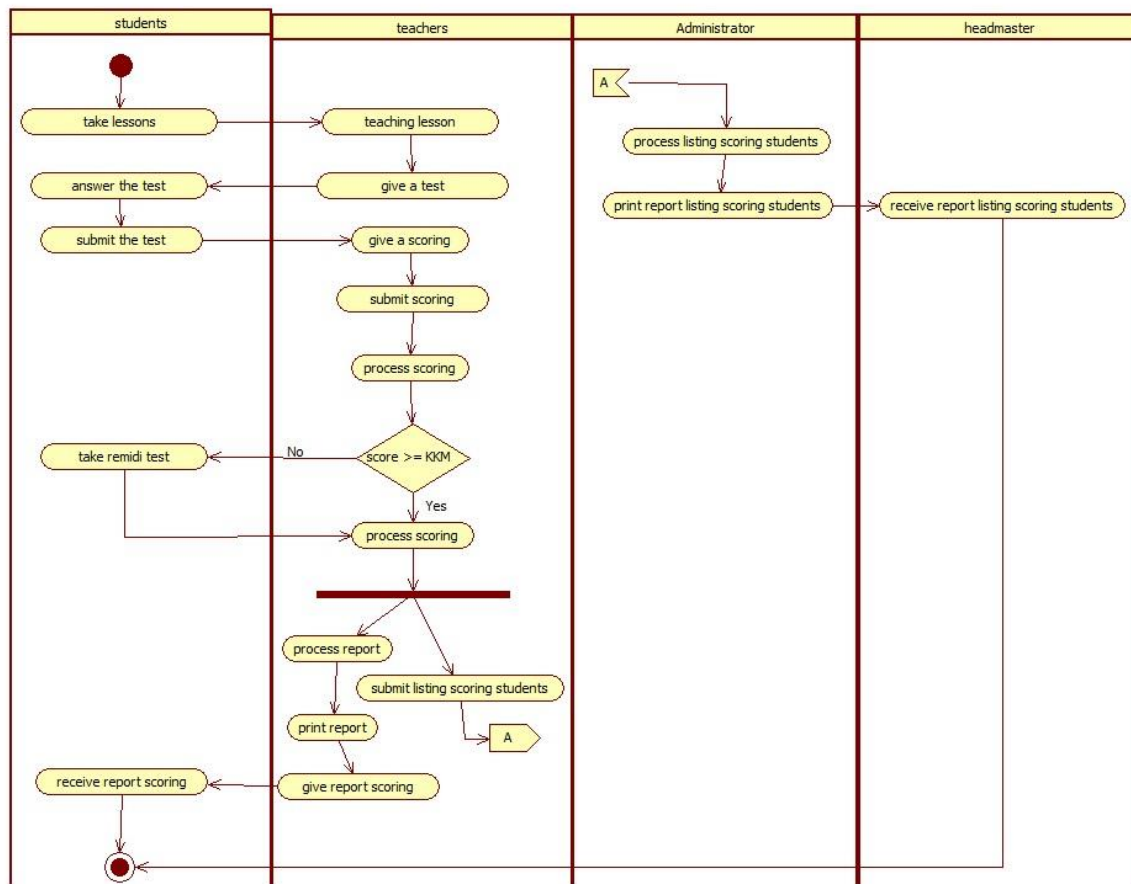 students
teachers
Administrator
headmaster
A
take lessons
teaching lesson
process listing scoring students
answer the test
give a test
print report listing scoring students
receive report listing scoring students
submit the test
give a scoring
submit scoring
process scoring
take remidi test
No
score >= KKM
Yes
process scoring
process report
submit listing scoring students
print report
A
receive report scoring
give report scoring